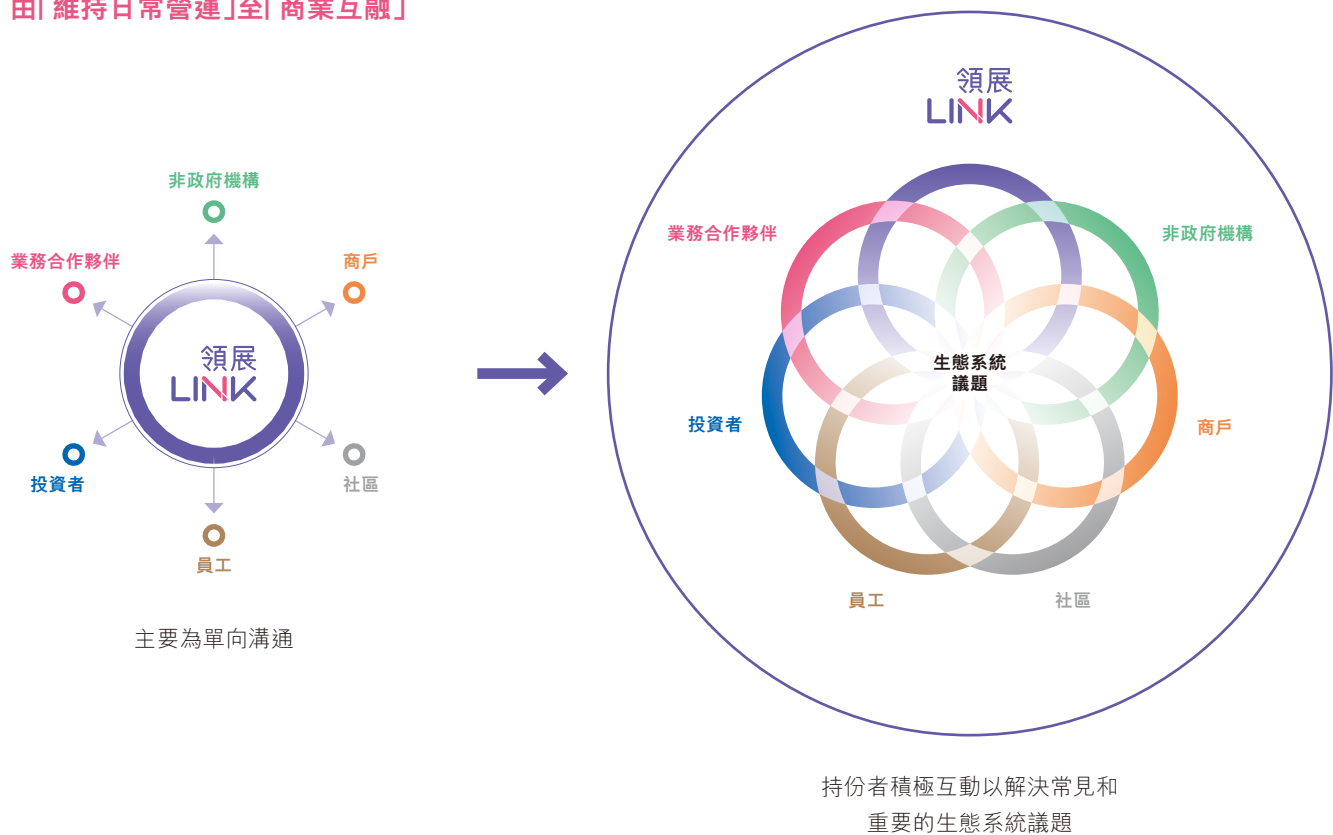 由「維持日常營運」至「商業互融」
非政府機構
業務合作夥伴
商戶
領展
LINK
投資者
社區
員工
主要為單向溝通
領展
LINK
業務合作夥伴
非政府機構
生態系統
議題
投資者
商戶
員工
社區
持份者積極互動以解決常見和
重要的生態系統議題